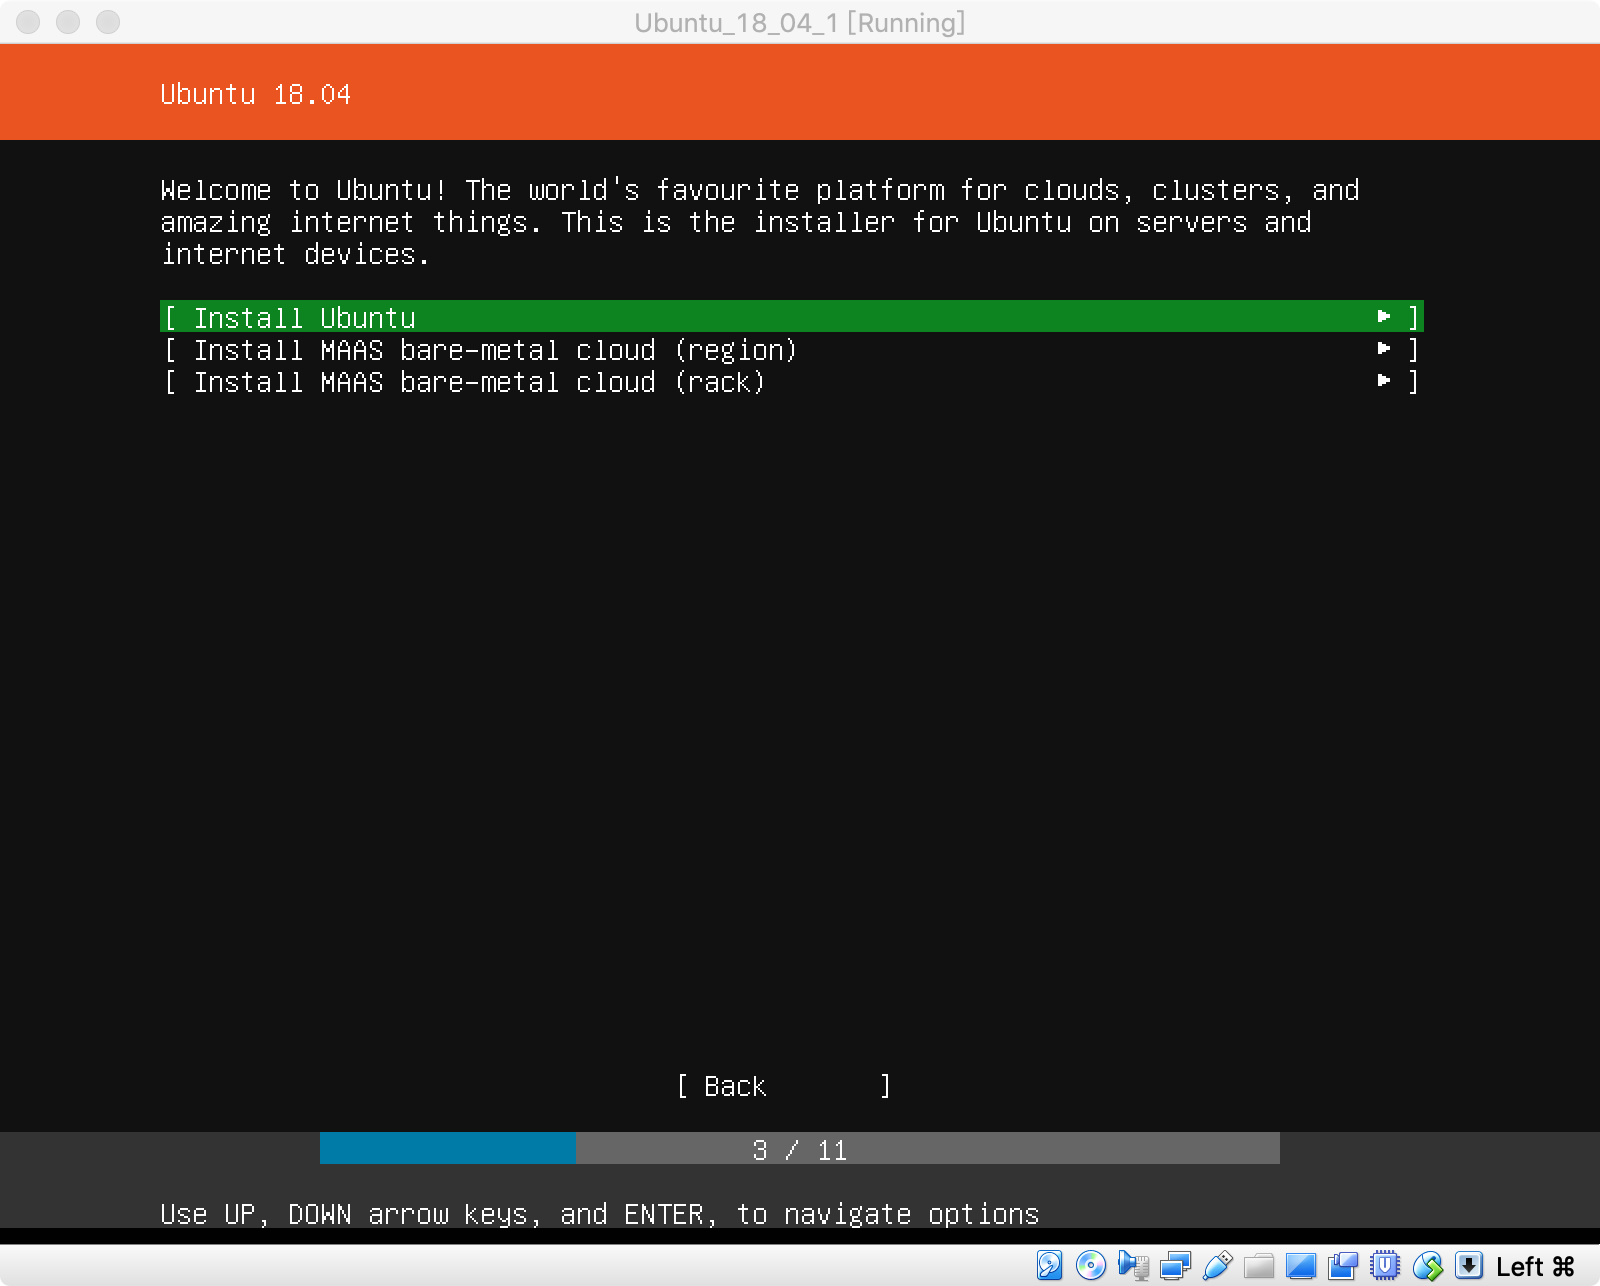 Ubuntu_18_04_1 [Running]
Ubuntu 18.04
Welcome to Ubuntu! The world's favourite platform for clouds, clusters, and
amazing internet things. This is the installer for Ubuntu on servers and
internet devices.
[ Install Ubuntu ► ]
[ Install MAAS bare-metal cloud (region) ► ]
[ Install MAAS bare-metal cloud (rack) ► ]
[ Back ]
3 / 11
Use UP, DOWN arrow keys, and ENTER, to navigate options
Left ⌘